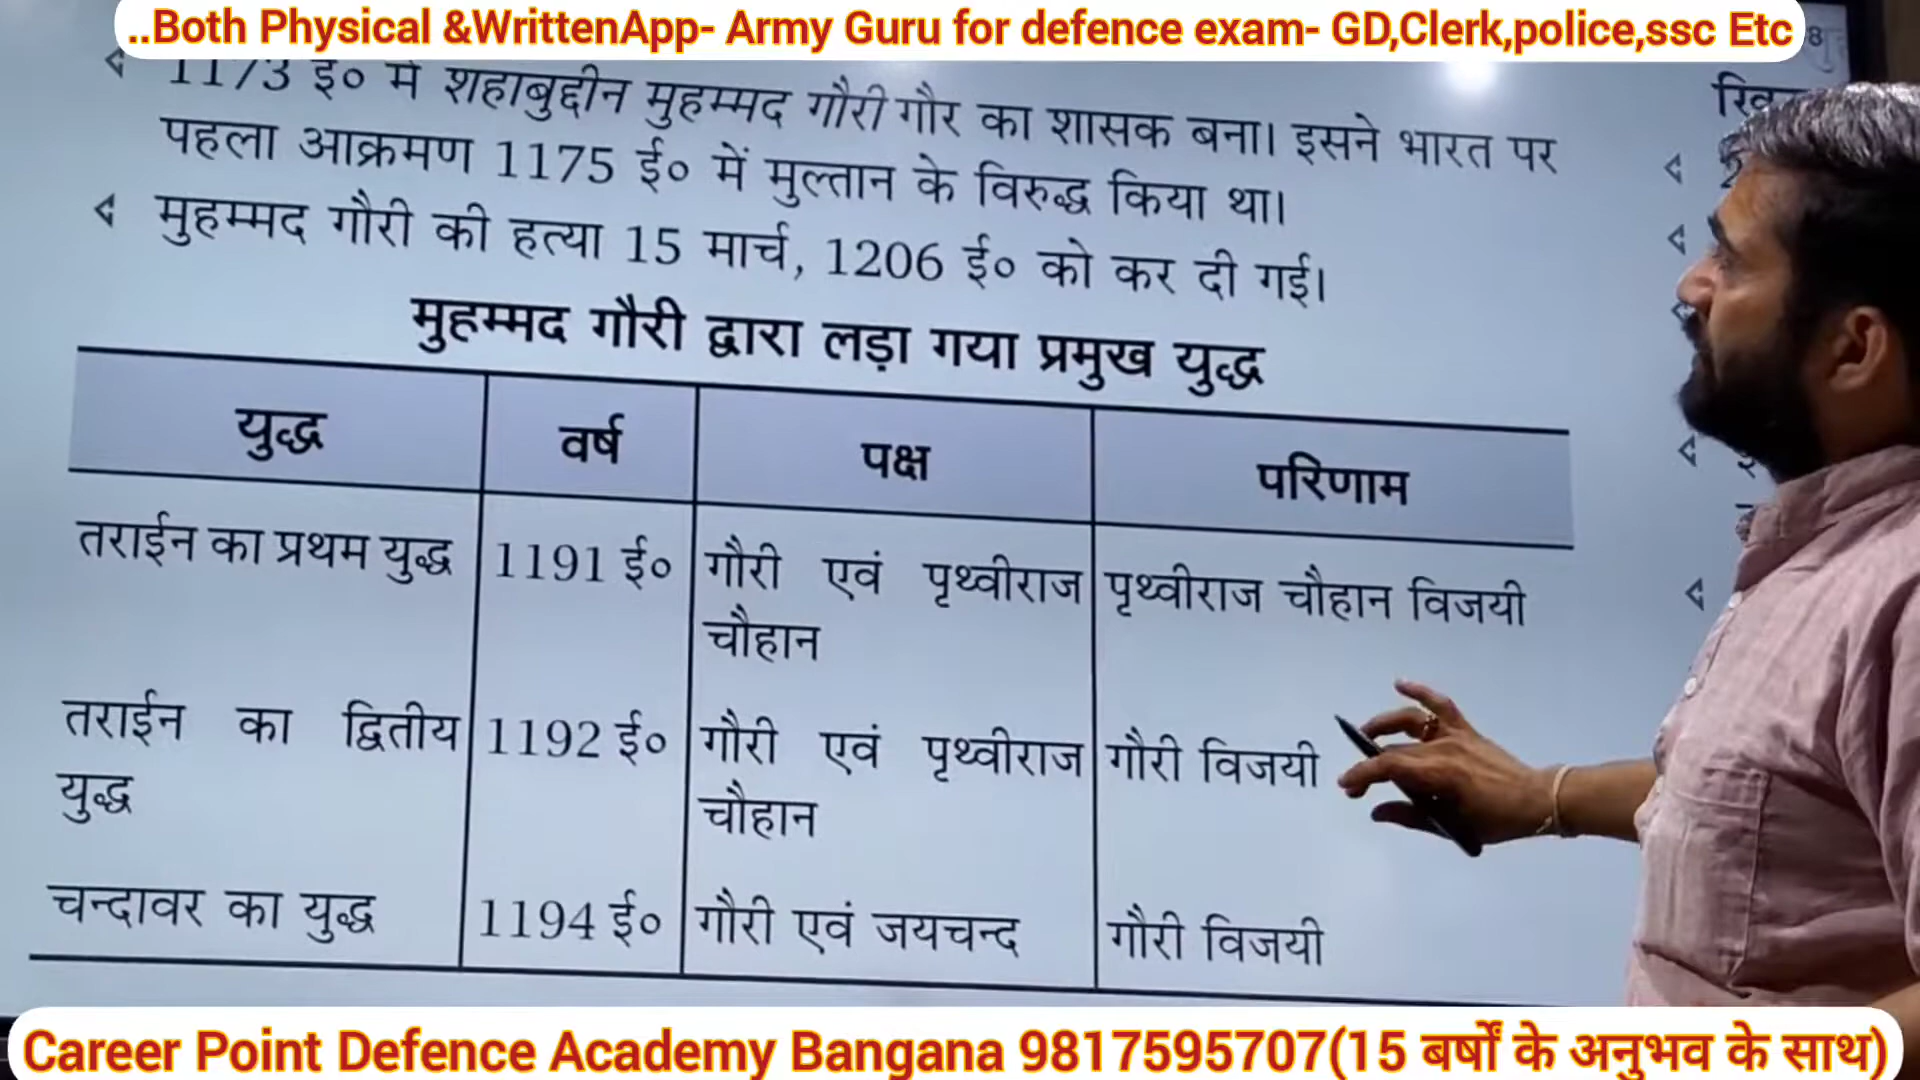 ..Both Physical &WrittenApp- Army Guru for defence exam- GD,Clerk,police,ssc Etc
1173 ई० में शहाबुद्दीन मुहम्मद गौरी गौर का शासक बना। इसने भारत पर
पहला आक्रमण 1175 ई० में मुल्तान के विरुद्ध किया था।
मुहम्मद गौरी की हत्या 15 मार्च, 1206 ई० को कर दी गई।
मुहम्मद गौरी द्वारा लड़ा गया प्रमुख युद्ध
युद्ध वर्ष पक्ष परिणाम
तराईन का प्रथम युद्ध 1191 ई० गौरी एवं पृथ्वीराज पृथ्वीराज चौहान विजयी
चौहान
तराईन का द्वितीय 1192 ई० गौरी एवं पृथ्वीराज गौरी विजयी
युद्ध चौहान
चन्दावर का युद्ध 1194 ई० गौरी एवं जयचन्द गौरी विजयी
Career Point Defence Academy Bangana 9817595707(15 बर्षों के अनुभव के साथ)